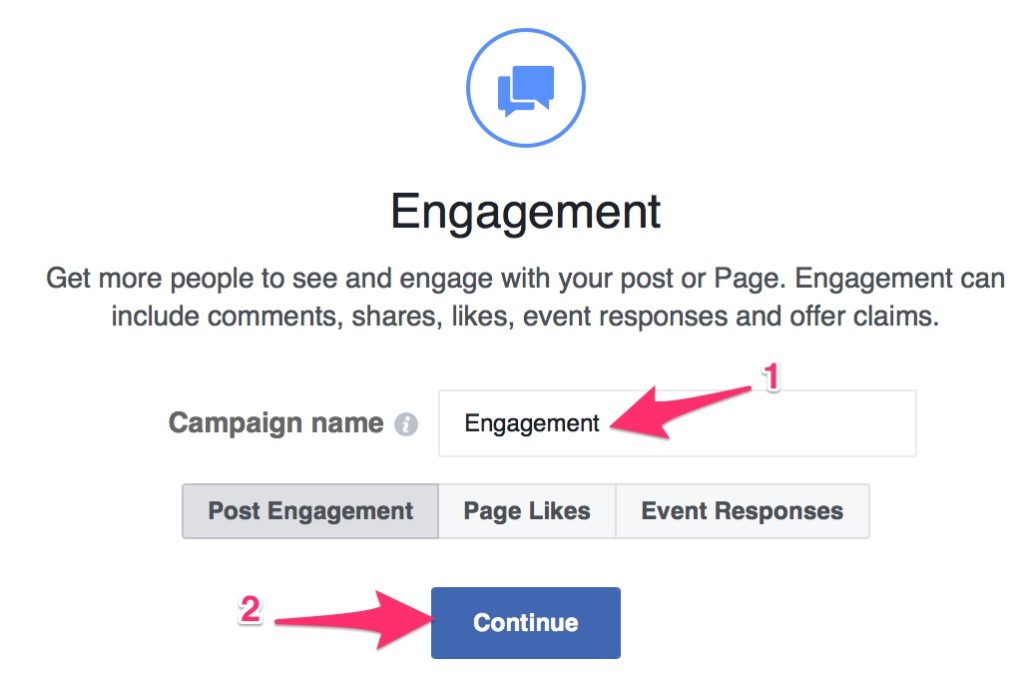 Engagement
Get more people to see and engage with your post or Page. Engagement can
include comments, shares, likes, event responses and offer claims.
1
Campaign name i Engagement
Post Engagement Page Likes Event Responses
2 Continue